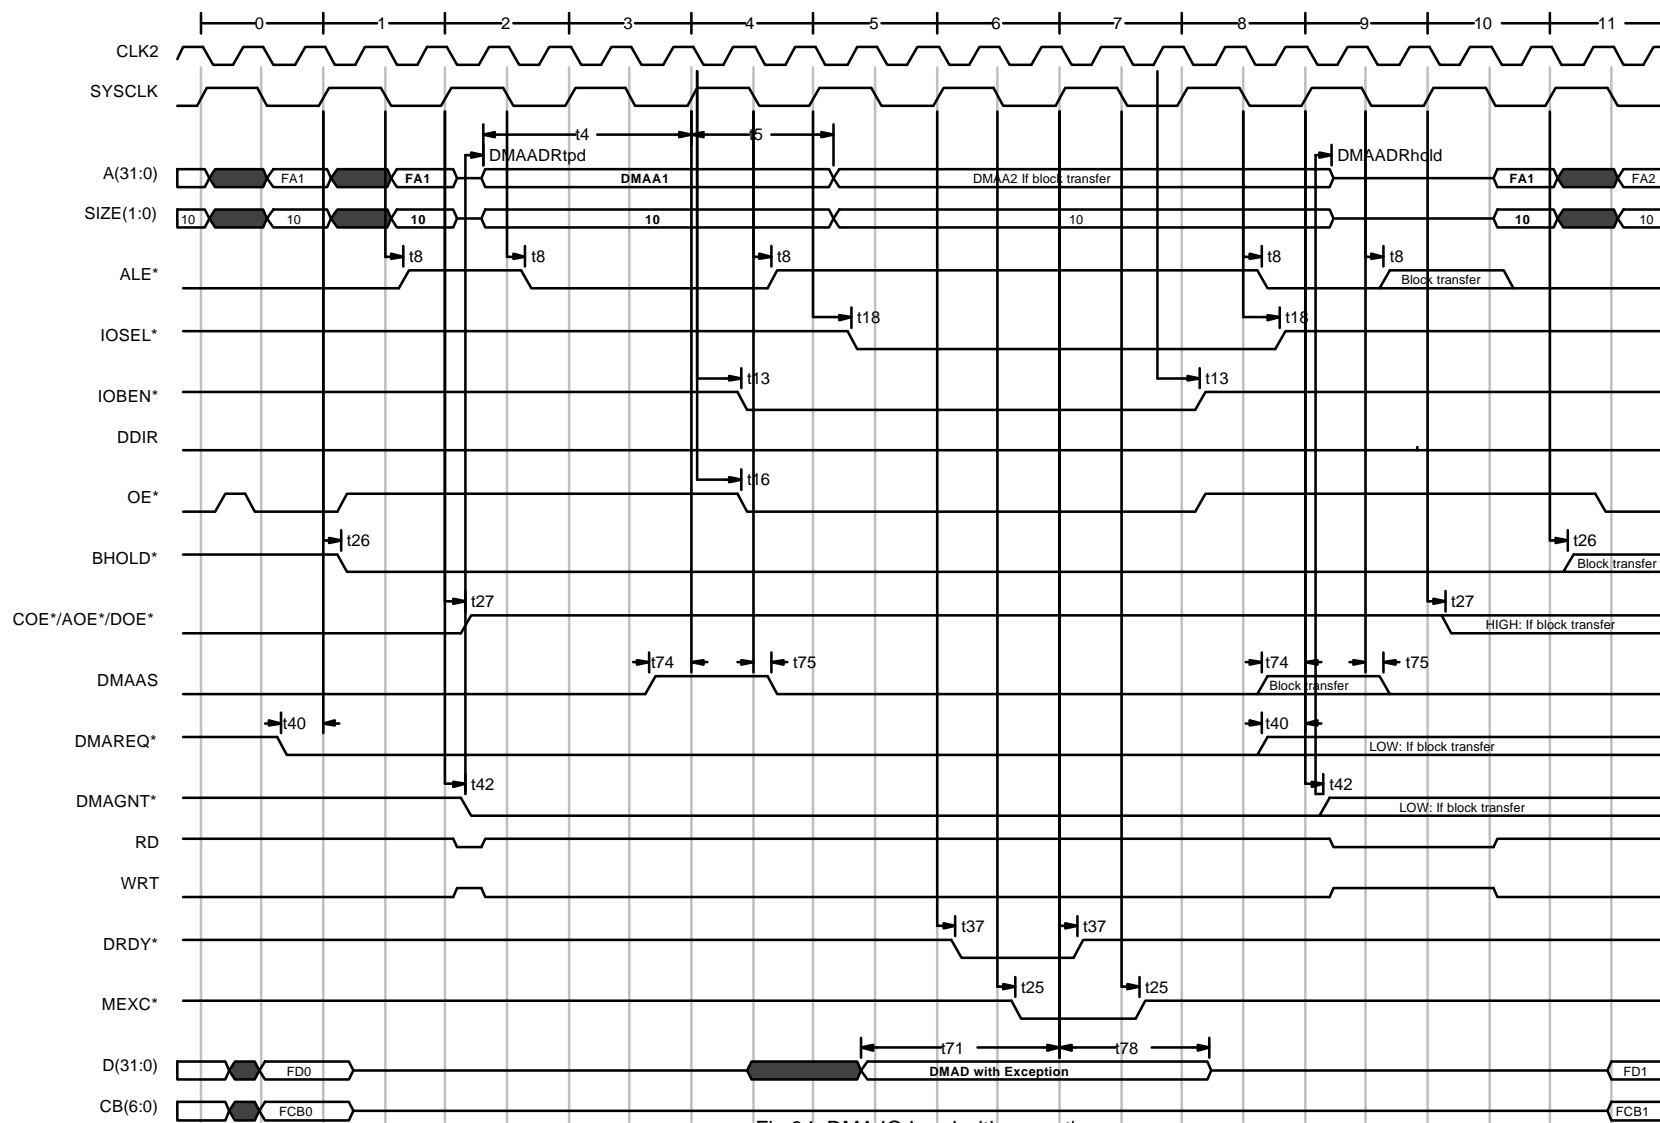 0 1 2 3 4 5 6 7 8 9 10 11
CLK2
SYSCLK
t4 t5
DMAADRtpd DMAADRhold
A(31:0) FA1 FA1 DMAA1 DMAA2 If block transfer FA1 FA2
SIZE(1:0) 10 10 10 10 10 10 10
t8 t8 t8 t8 t8
ALE* Block transfer
t18 t18
IOSEL*
t13 t13
IOBEN*
DDIR
t16
OE*
t26 t26
BHOLD* Block transfer
t27 t27
COE*/AOE*/DOE* HIGH: If block transfer
t74 t75 t74 t75
DMAAS Block transfer
t40 t40
DMAREQ* LOW: If block transfer
t42 t42
DMAGNT* LOW: If block transfer
RD
WRT
t37 t37
DRDY*
t25 t25
MEXC*
t71 t78
D(31:0) FD0 DMAD with Exception FD1
CB(6:0) FCB0 FCB1